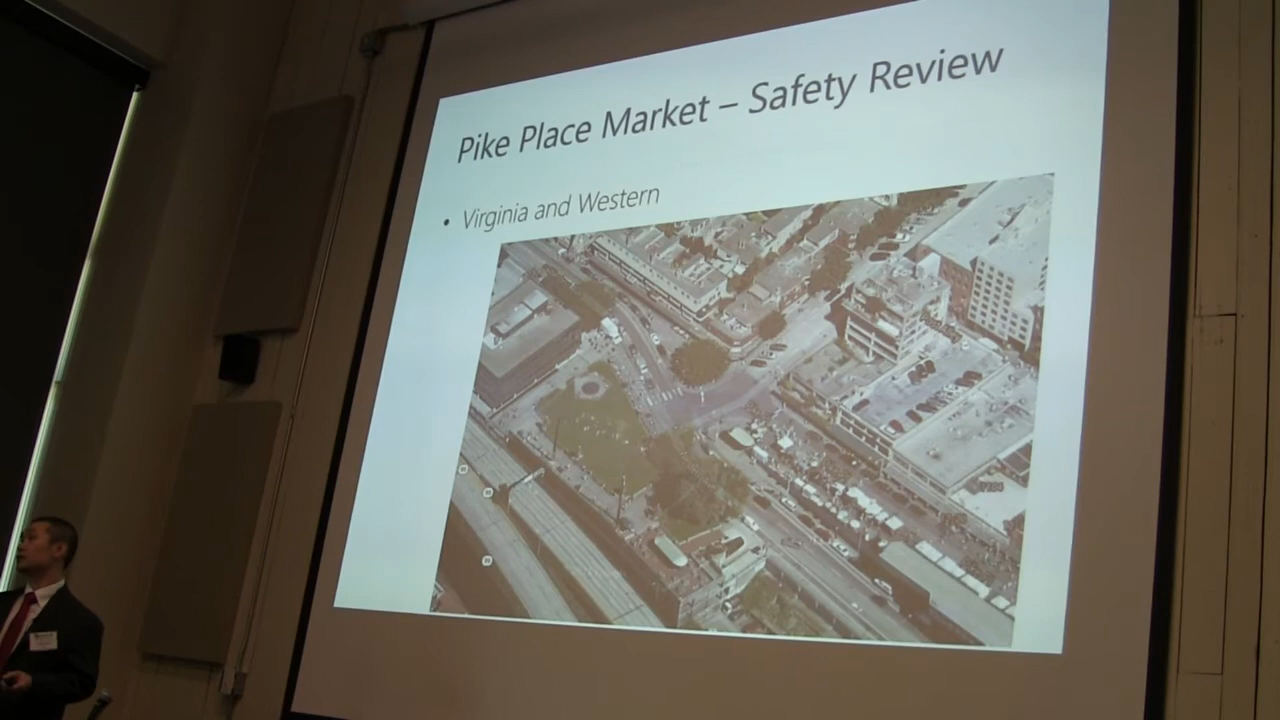 Pike Place Market – Safety Review
• Virginia and Western